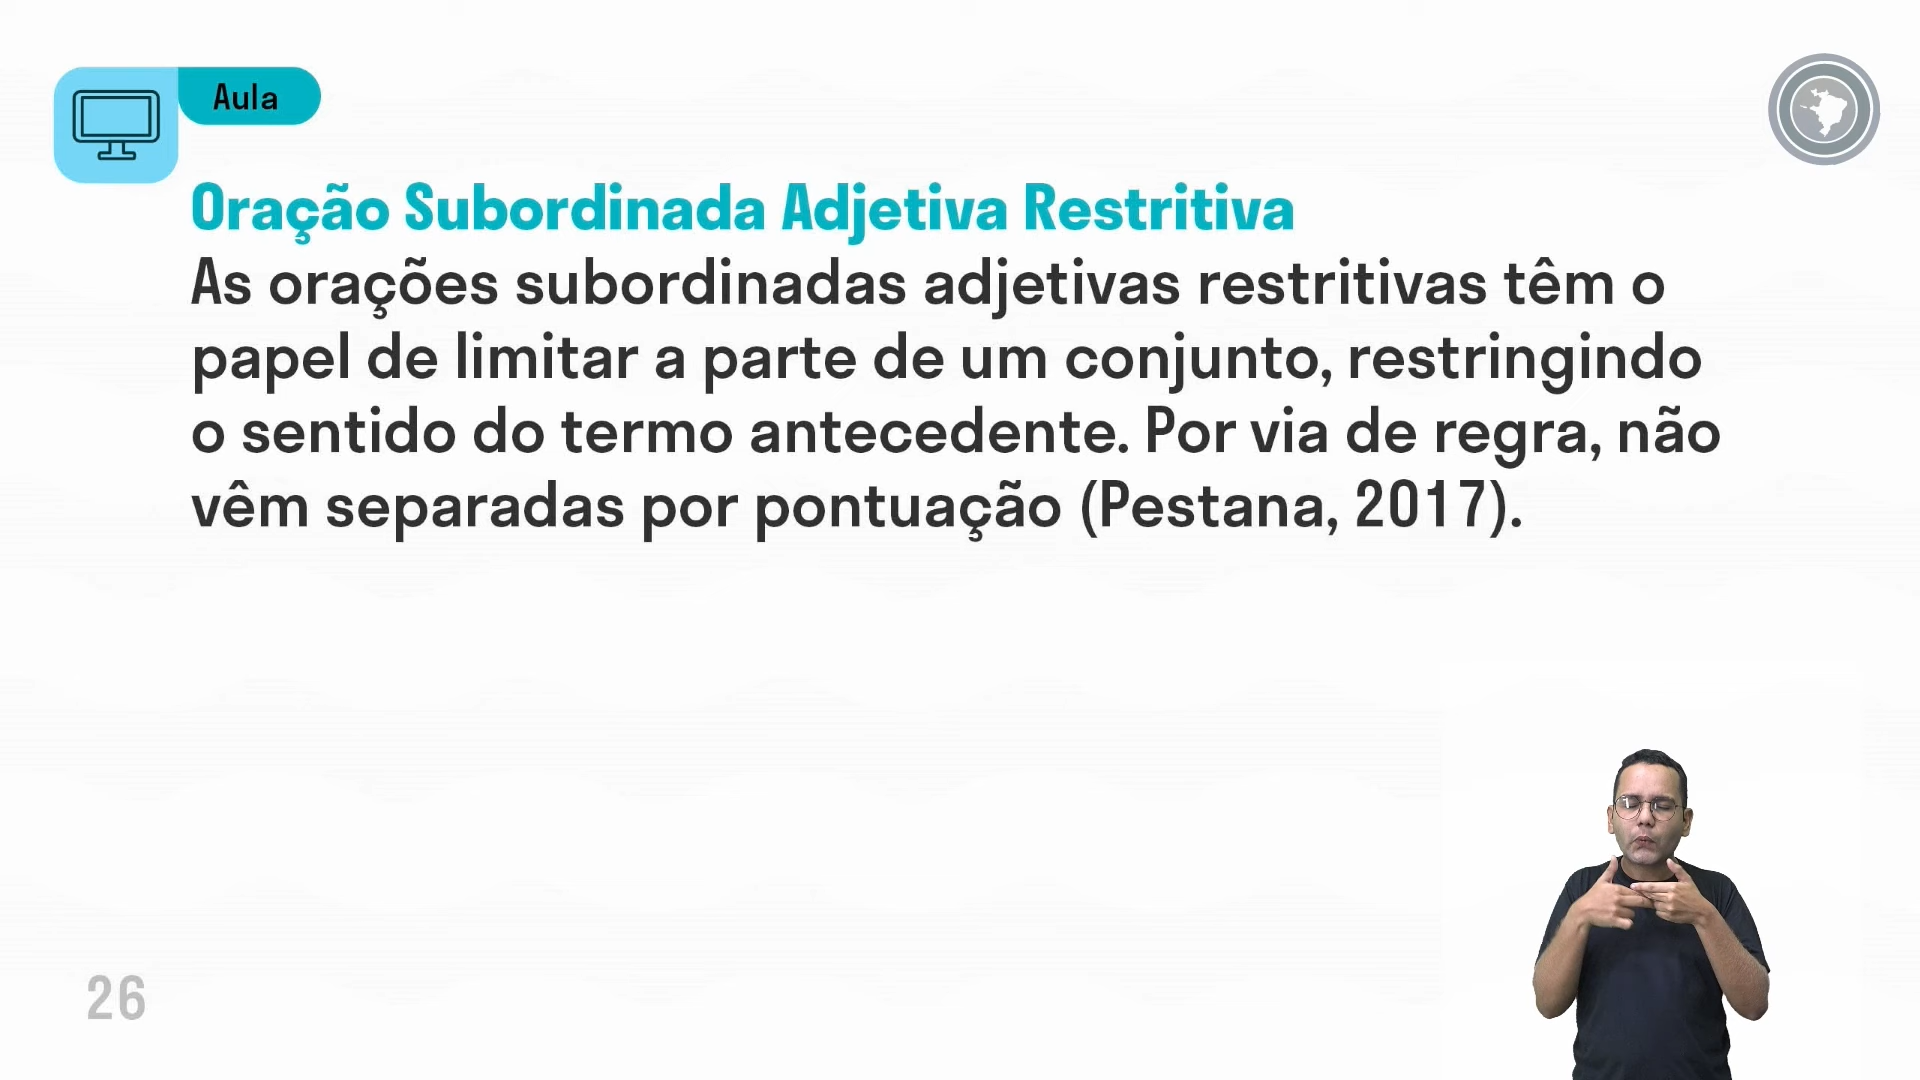 Aula
Oração Subordinada Adjetiva Restritiva
As orações subordinadas adjetivas restritivas têm o
papel de limitar a parte de um conjunto, restringindo
o sentido do termo antecedente. Por via de regra, não
vêm separadas por pontuação (Pestana, 2017).
26